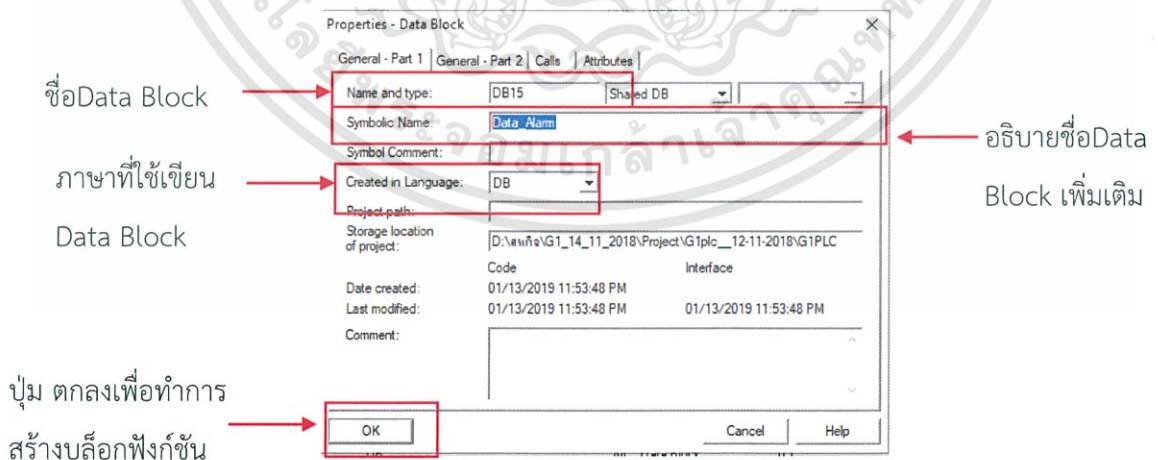 Properties - Data Block
General - Part 1 General - Part 2 Calls Attributes
ชื่อData Block
Name and type: DB15 Shared DB
Symbolic Name: Data_Alarm
อธิบายชื่อData
Block เพิ่มเติม
Symbol Comment:
ภาษาที่ใช้เขียน
Data Block
Created in Language: DB
Project path:
Storage location
of project: D:\สหกิจ\G1_14_11_2018\Project\G1plc__12-11-2018\G1PLC
Code Interface
Date created: 01/13/2019 11:53:48 PM
Last modified: 01/13/2019 11:53:48 PM 01/13/2019 11:53:48 PM
Comment:
ปุ่ม ตกลงเพื่อทำการ
สร้างบล็อกฟังก์ชัน
OK Cancel Help